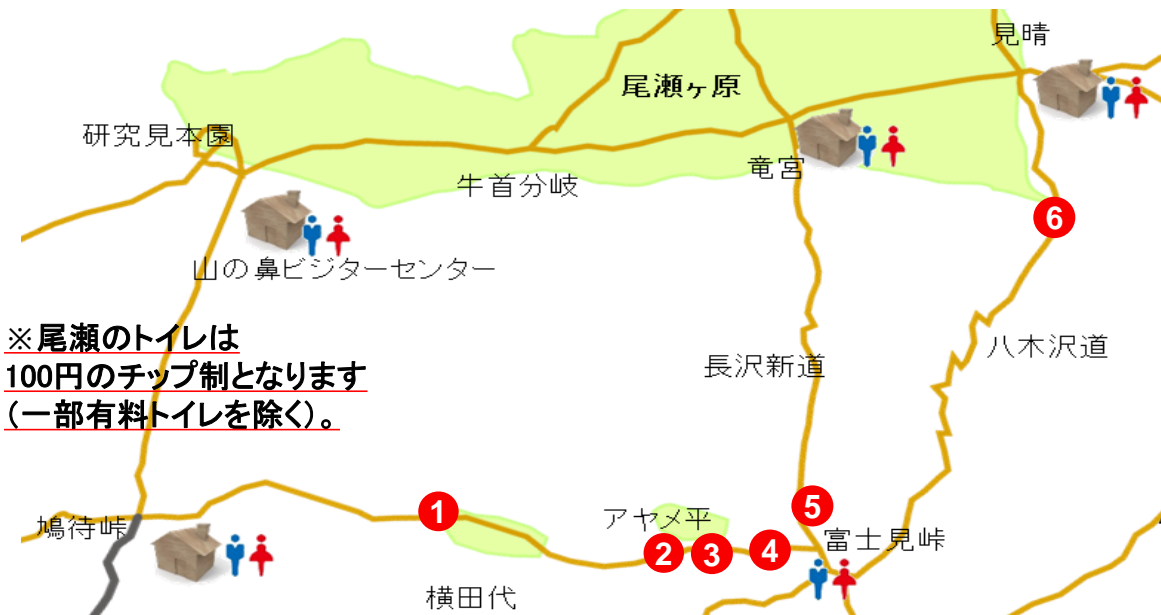 見晴
尾瀬ヶ原
研究見本園
竜宮
牛首分岐
6
山の鼻ビジターセンター
※尾瀬のトイレは
100円のチップ制となります
（一部有料トイレを除く）。
八木沢道
長沢新道
1
5
アヤメ平
鳩待峠
2
3
4
富士見峠
横田代